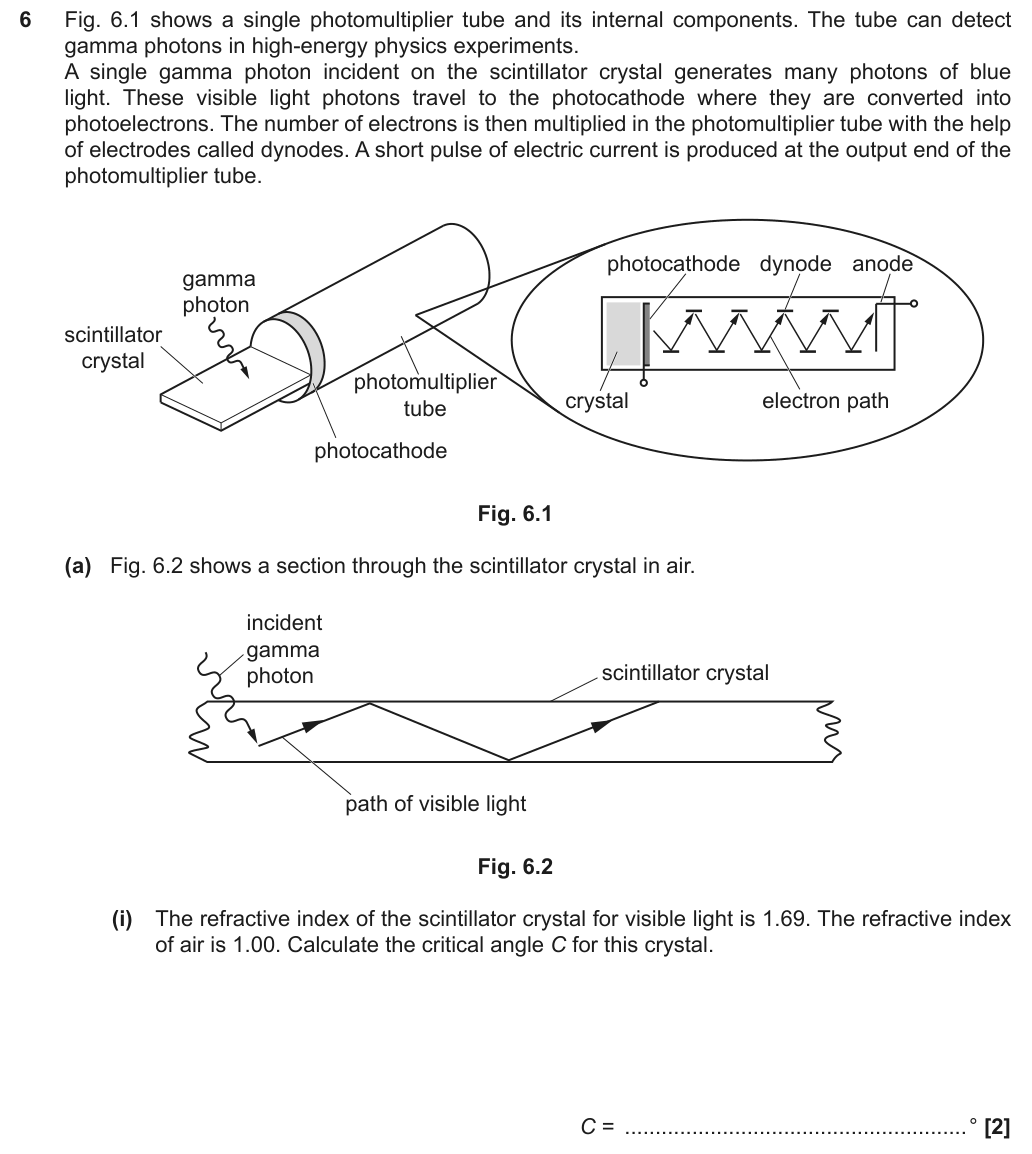 6 Fig. 6.1 shows a single photomultiplier tube and its internal components. The tube can detect
gamma photons in high-energy physics experiments.
A single gamma photon incident on the scintillator crystal generates many photons of blue
light. These visible light photons travel to the photocathode where they are converted into
photoelectrons. The number of electrons is then multiplied in the photomultiplier tube with the help
of electrodes called dynodes. A short pulse of electric current is produced at the output end of the
photomultiplier tube.
gamma
photon
scintillator
crystal
photomultiplier
tube
photocathode
photocathode dynode anode
crystal
electron path
Fig. 6.1
(a) Fig. 6.2 shows a section through the scintillator crystal in air.
incident
gamma
photon
scintillator crystal
path of visible light
Fig. 6.2
(i) The refractive index of the scintillator crystal for visible light is 1.69. The refractive index
of air is 1.00. Calculate the critical angle C for this crystal.
C = ....................................................... ° [2]